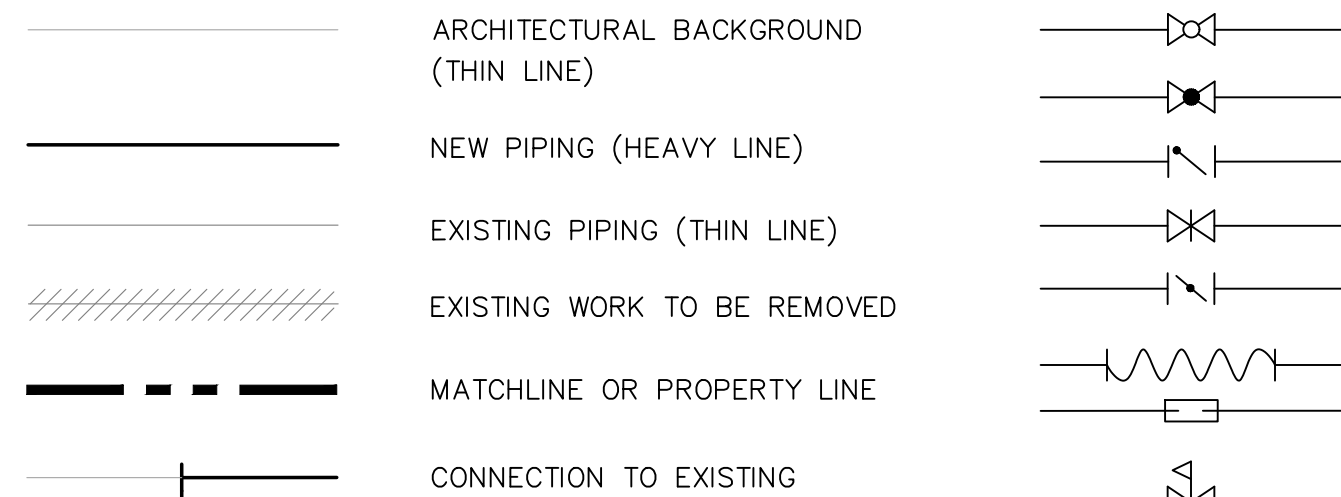 ARCHITECTURAL BACKGROUND
(THIN LINE)
NEW PIPING (HEAVY LINE)
EXISTING PIPING (THIN LINE)
EXISTING WORK TO BE REMOVED
MATCHLINE OR PROPERTY LINE
CONNECTION TO EXISTING